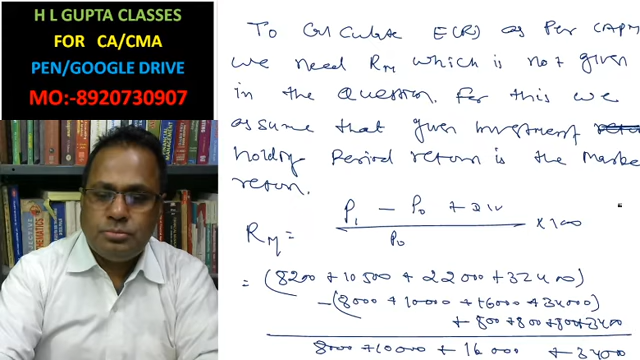 H L GUPTA CLASSES
FOR CA/CMA
PEN/GOOGLE DRIVE
MO:-8920730907
To Calculate E(R) as Per CAPM
we need RM which is not given
in the Question. For this we
assume that given investment
holding Period return is the Market
return.
RM = P1 - P0 + DIV / P0 × 100
= (8200 + 10500 + 22000 + 32400)
-(8000 + 10000 + 16000 + 34000)
+ 800 + 800 + 800 + 3400
8000 + 10000 + 16000 + 34000